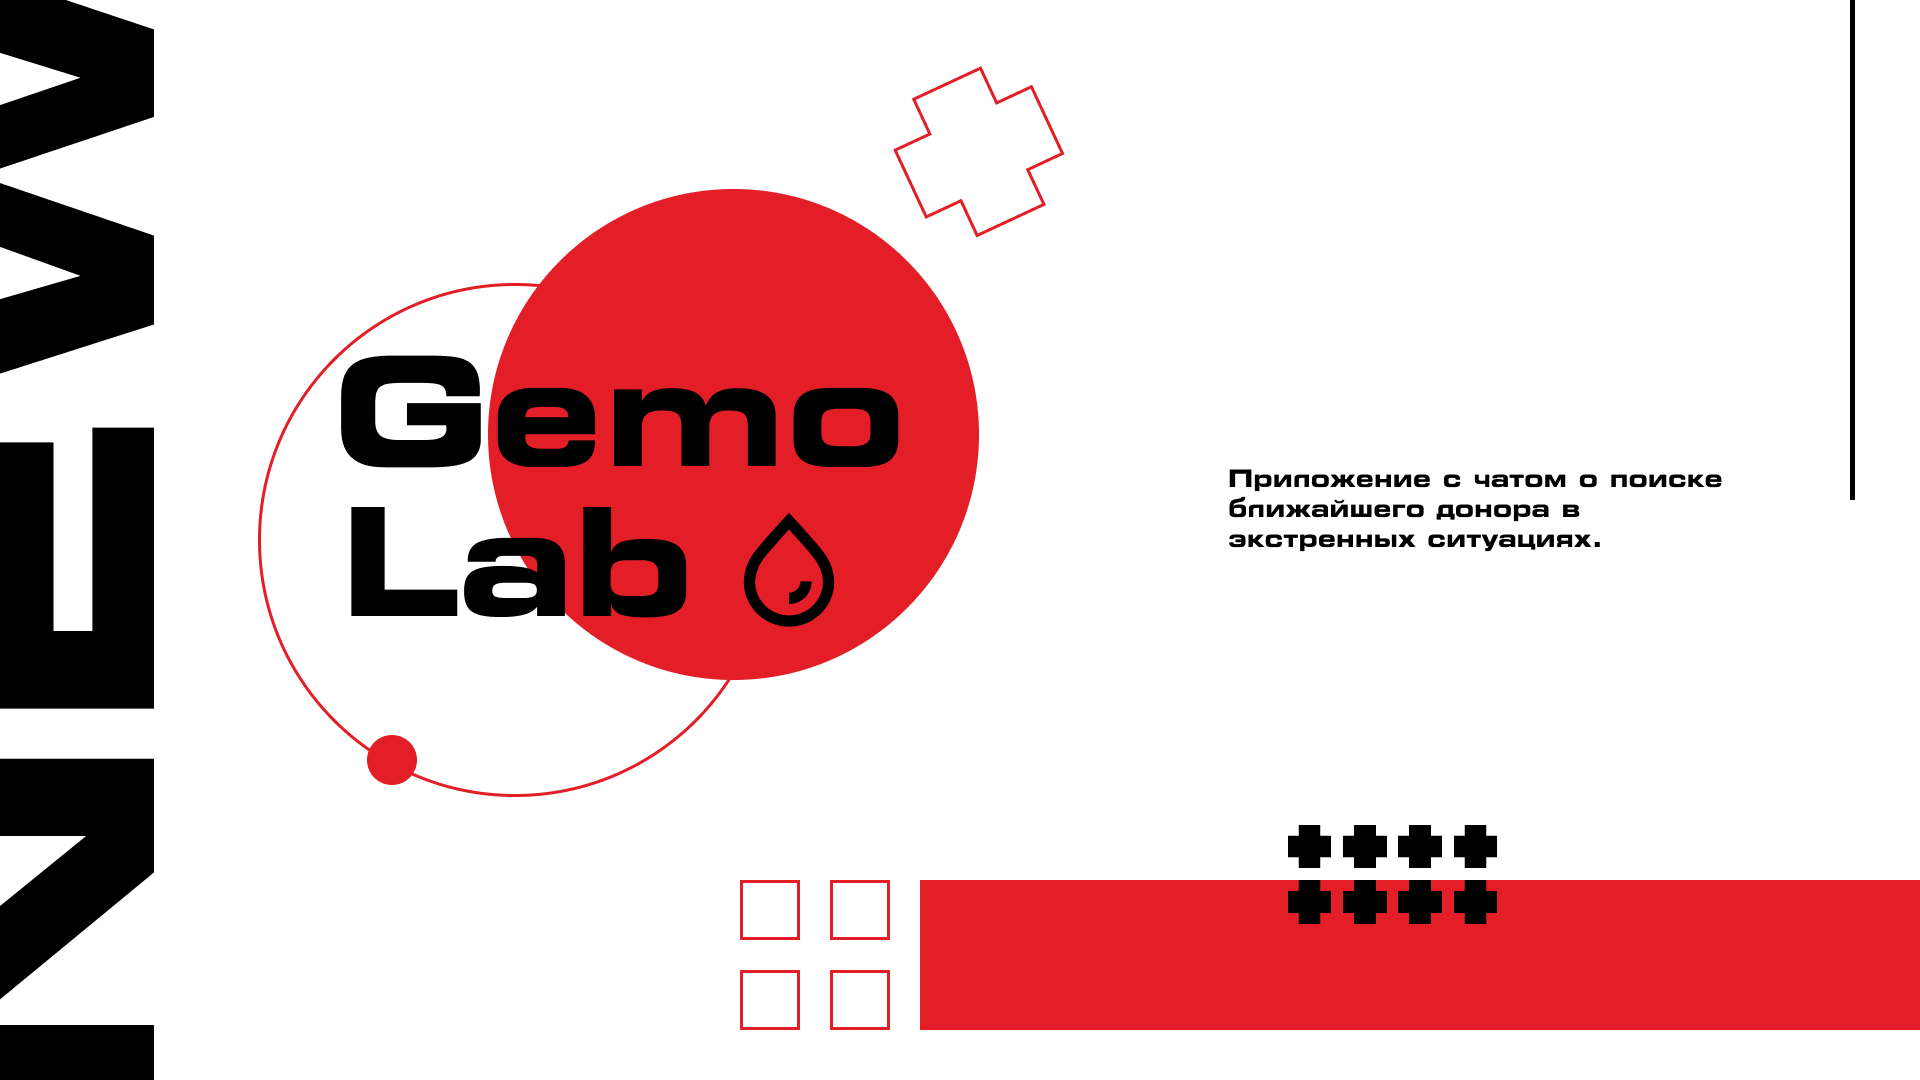 NEW
Gemo
Lab
Приложение с чатом о поиске
ближайшего донора в
экстренных ситуациях.